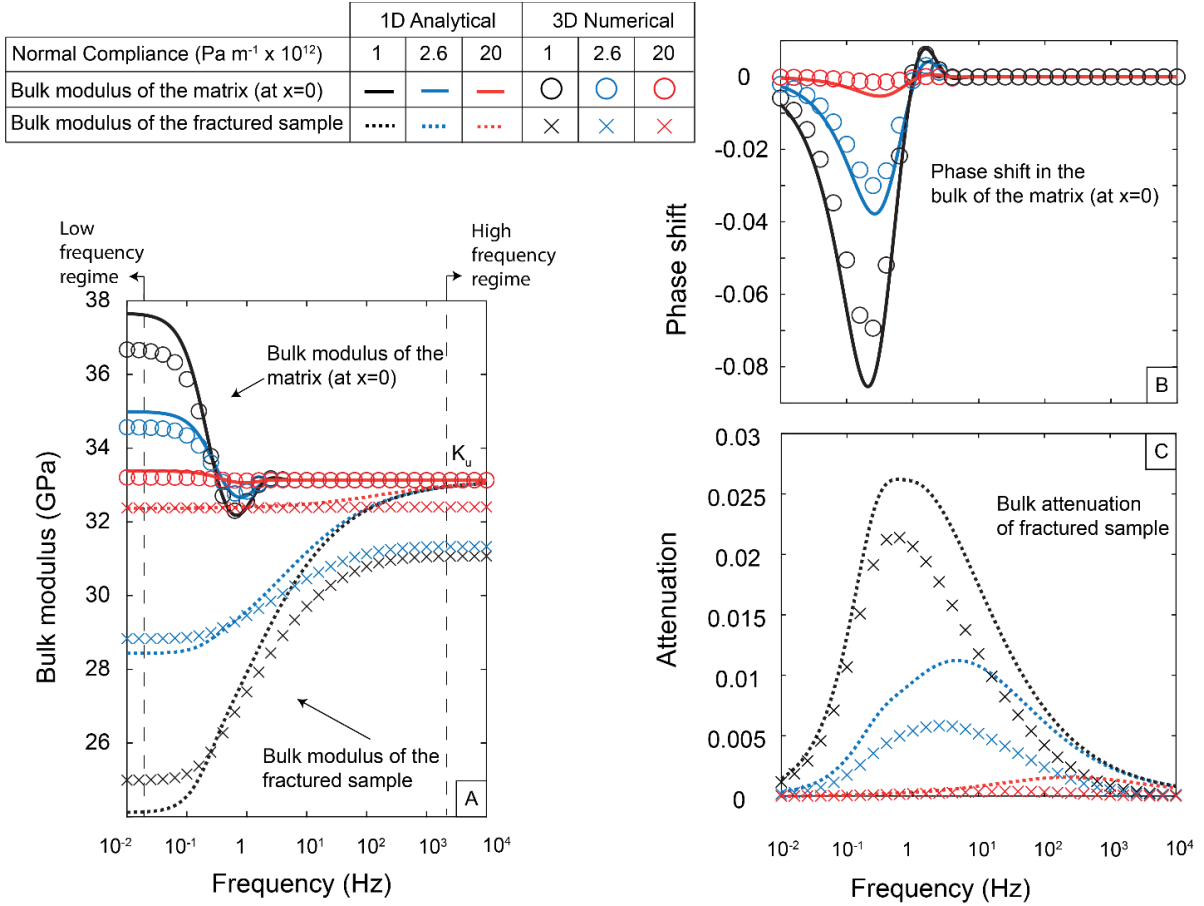 1D Analytical 3D Numerical
Normal Compliance (Pa m⁻¹ x 10¹²) 1 2.6 20 1 2.6 20
Bulk modulus of the matrix (at x=0)
Bulk modulus of the fractured sample
Low
frequency
regime
High
frequency
regime
Bulk modulus (GPa)
38
36
34
32
30
28
26
Bulk modulus of the
matrix (at x=0)
Kᵤ
Bulk modulus of the
fractured sample
A
10⁻² 10⁻¹ 1 10¹ 10² 10³ 10⁴
Frequency (Hz)
Phase shift
0
-0.02
-0.04
-0.06
-0.08
Phase shift in the
bulk of the matrix (at x=0)
B
Attenuation
0.03
0.025
0.02
0.015
0.01
0.005
0
Bulk attenuation
of fractured sample
C
10⁻² 10⁻¹ 1 10¹ 10² 10³ 10⁴
Frequency (Hz)